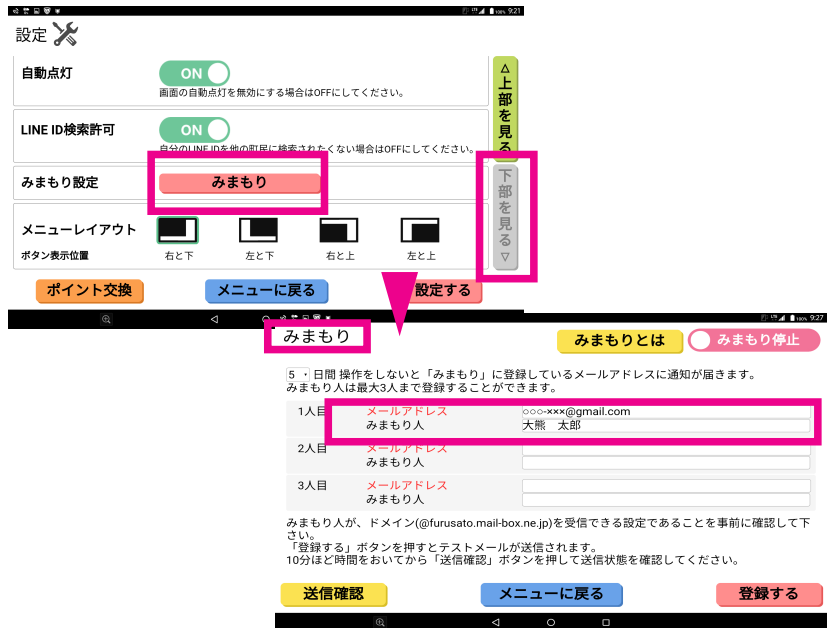 9:21
設定
自動点灯
ON
画面の自動点灯を無効にする場合はOFFにしてください。
LINE ID検索許可
ON
自分のLINE IDを他の町民に検索されたくない場合はOFFにしてください。
みまもり設定
みまもり
メニューレイアウト
ボタン表示位置
右と下
左と下
右と上
左と上
△上部を見る
下部を見る▽
ポイント交換
メニューに戻る
設定する
9:27
みまもり
みまもりとは
みまもり停止
5 日間 操作をしないと「みまもり」に登録しているメールアドレスに通知が届きます。
みまもり人は最大3人まで登録することができます。
1人目
メールアドレス
○○○-×××@gmail.com
みまもり人
大熊　太郎
2人目
メールアドレス
みまもり人
3人目
メールアドレス
みまもり人
みまもり人が、ドメイン(@furusato.mail-box.ne.jp)を受信できる設定であることを事前に確認して下
さい。
「登録する」ボタンを押すとテストメールが送信されます。
10分ほど時間をおいてから「送信確認」ボタンを押して送信状態を確認してください。
送信確認
メニューに戻る
登録する